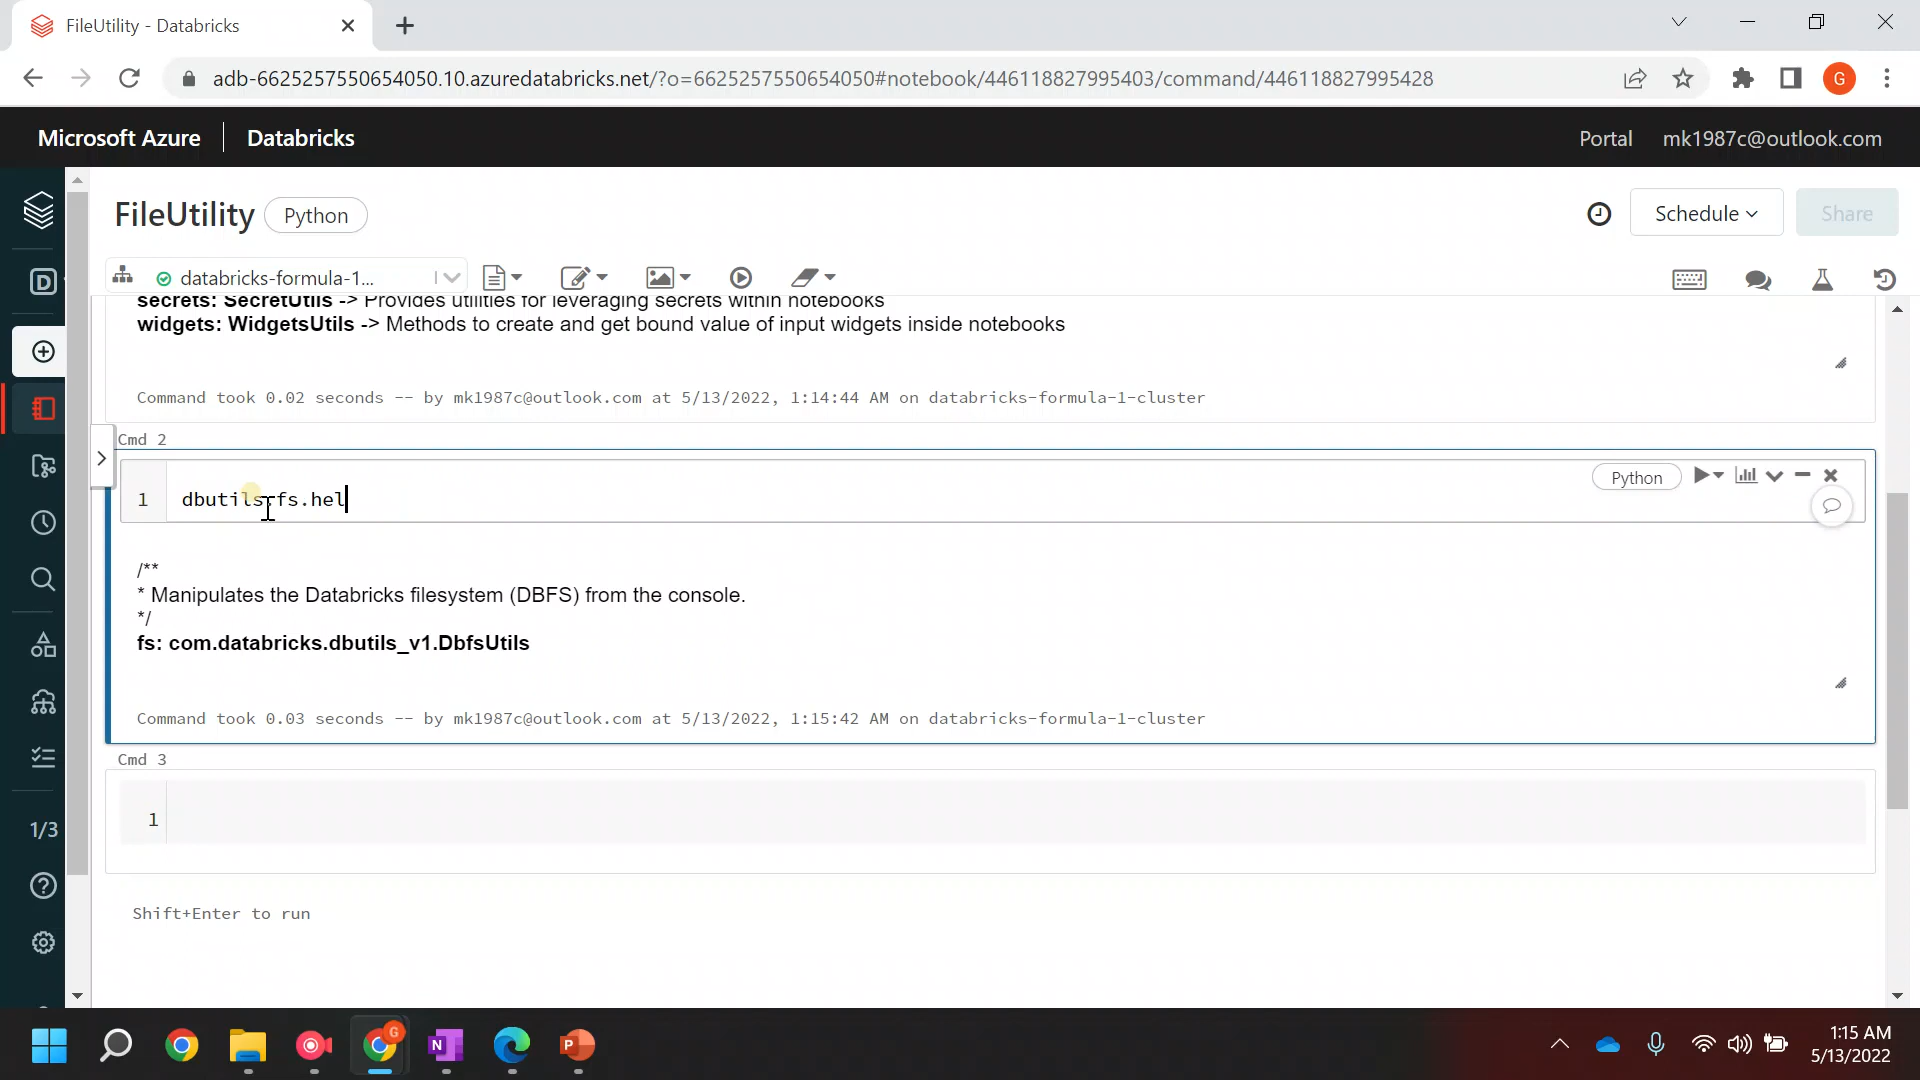 FileUtility - Databricks
adb-6625257550654050.10.azuredatabricks.net/?o=6625257550654050#notebook/446118827995403/command/446118827995428
G
Microsoft Azure
Databricks
Portal
mk1987c@outlook.com
FileUtility
Python
Schedule
Share
databricks-formula-1...
secrets: SecretUtils -> Provides utilities for leveraging secrets within notebooks
widgets: WidgetsUtils -> Methods to create and get bound value of input widgets inside notebooks
Command took 0.02 seconds -- by mk1987c@outlook.com at 5/13/2022, 1:14:44 AM on databricks-formula-1-cluster
Cmd 2
Python
1 dbutils.fs.hel
/**
* Manipulates the Databricks filesystem (DBFS) from the console.
*/
fs: com.databricks.dbutils_v1.DbfsUtils
Command took 0.03 seconds -- by mk1987c@outlook.com at 5/13/2022, 1:15:42 AM on databricks-formula-1-cluster
Cmd 3
1
1/3
Shift+Enter to run
1:15 AM
5/13/2022